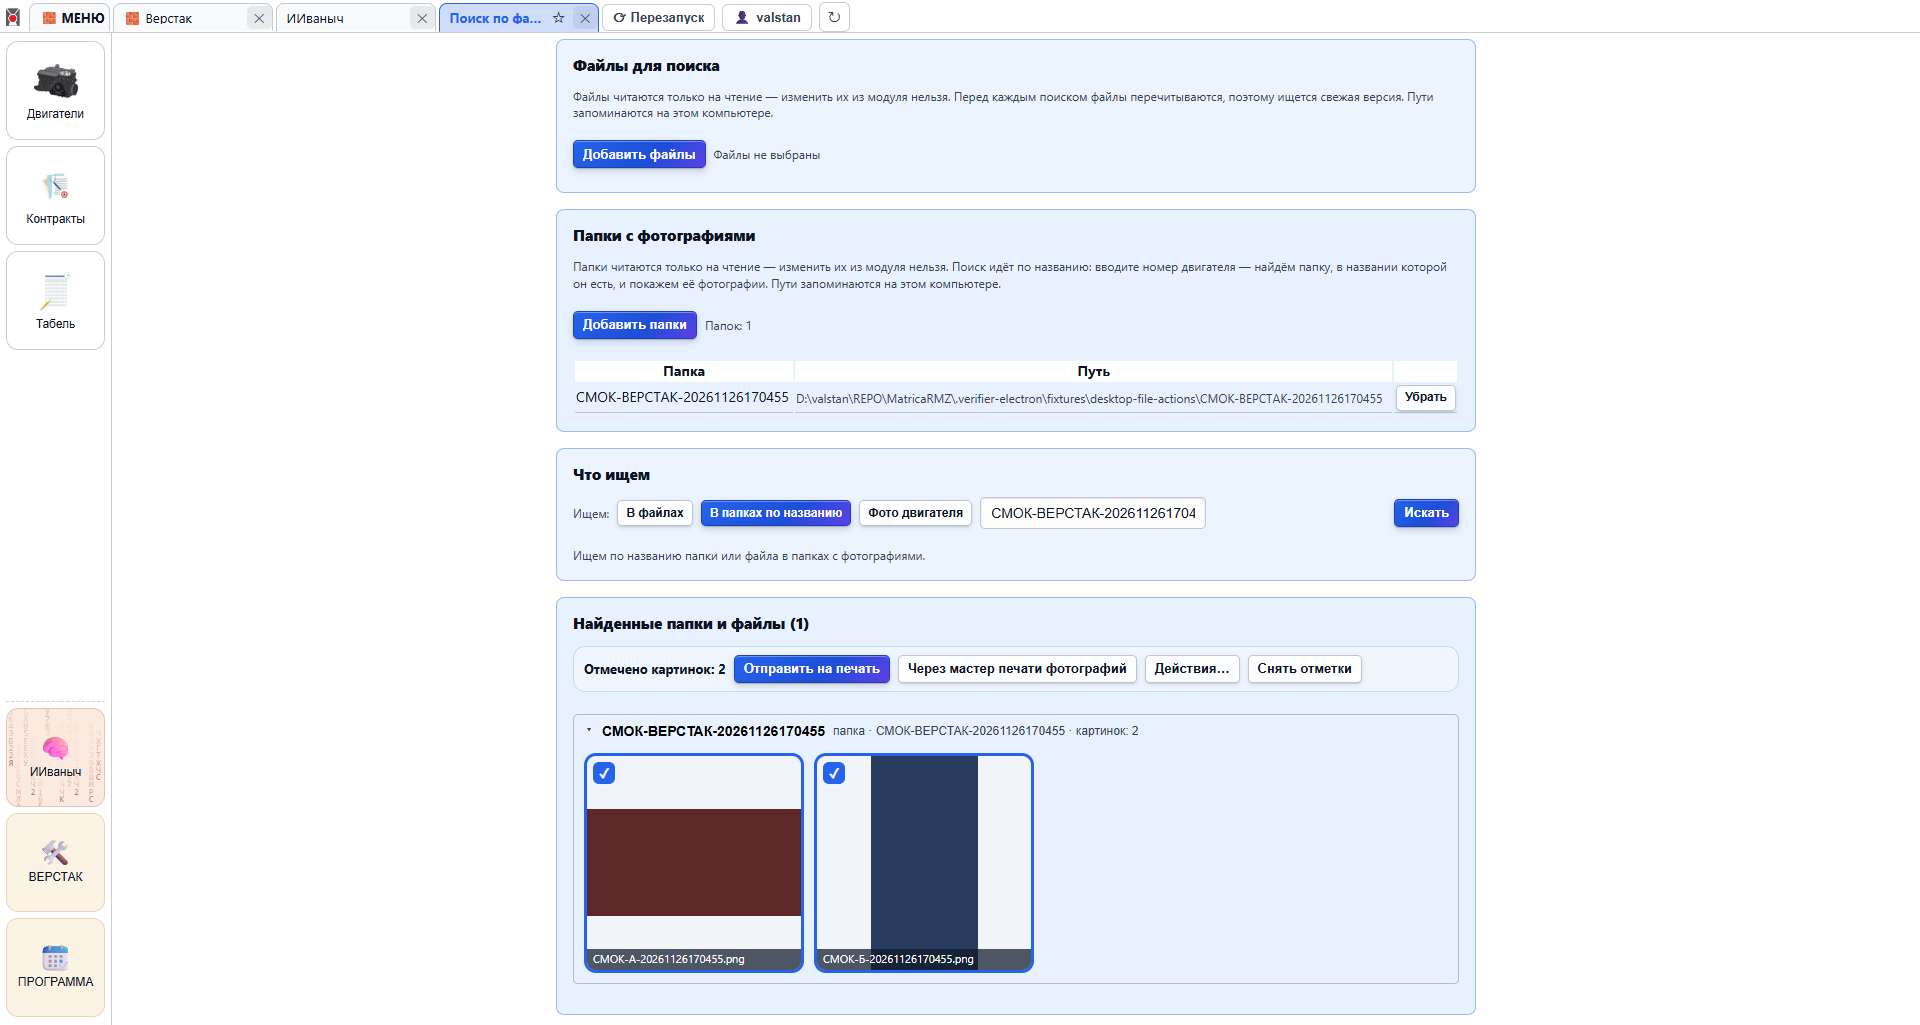 МЕНЮ
Верстак
ИИваныч
Поиск по фа...
Перезапуск
valstan
Двигатели
Контракты
Табель
ИИваныч
ВЕРСТАК
ПРОГРАММА
Файлы для поиска
Файлы читаются только на чтение — изменить их из модуля нельзя. Перед каждым поиском файлы перечитываются, поэтому ищется свежая версия. Пути
запоминаются на этом компьютере.
Добавить файлы
Файлы не выбраны
Папки с фотографиями
Папки читаются только на чтение — изменить их из модуля нельзя. Поиск идёт по названию: вводите номер двигателя — найдём папку, в названии которой
он есть, и покажем её фотографии. Пути запоминаются на этом компьютере.
Добавить папки
Папок: 1
Папка
Путь
СМОК-ВЕРСТАК-20261126170455
D:\valstan\REPO\MatricaRMZ\.verifier-electron\fixtures\desktop-file-actions\СМОК-ВЕРСТАК-20261126170455
Убрать
Что ищем
Ищем:
В файлах
В папках по названию
Фото двигателя
СМОК-ВЕРСТАК-202611261704
Искать
Ищем по названию папки или файла в папках с фотографиями.
Найденные папки и файлы (1)
Отмечено картинок: 2
Отправить на печать
Через мастер печати фотографий
Действия...
Снять отметки
СМОК-ВЕРСТАК-20261126170455
папка · СМОК-ВЕРСТАК-20261126170455 · картинок: 2
СМОК-А-20261126170455.png
СМОК-Б-20261126170455.png